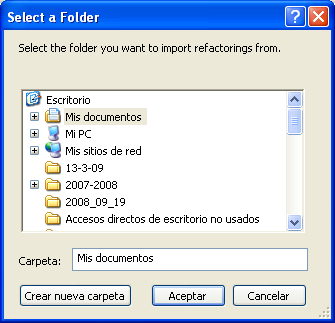 Select a Folder
Select the folder you want to import refactorings from.
Escritorio
Mis documentos
Mi PC
Mis sitios de red
13-3-09
2007-2008
2008_09_19
Accesos directos de escritorio no usados
Carpeta: Mis documentos
Crear nueva carpeta Aceptar Cancelar